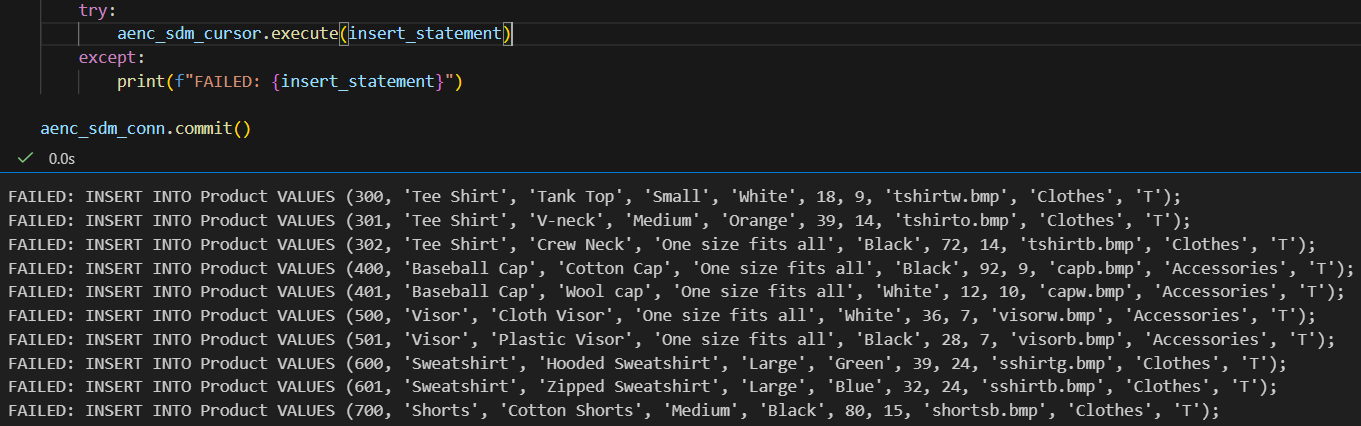 try:
aenc_sdm_cursor.execute(insert_statement)
except:
print(f"FAILED: {insert_statement}")
aenc_sdm_conn.commit()
0.0s
FAILED: INSERT INTO Product VALUES (300, 'Tee Shirt', 'Tank Top', 'Small', 'White', 18, 9, 'tshirtw.bmp', 'Clothes', 'T');
FAILED: INSERT INTO Product VALUES (301, 'Tee Shirt', 'V-neck', 'Medium', 'Orange', 39, 14, 'tshirto.bmp', 'Clothes', 'T');
FAILED: INSERT INTO Product VALUES (302, 'Tee Shirt', 'Crew Neck', 'One size fits all', 'Black', 72, 14, 'tshirtb.bmp', 'Clothes', 'T');
FAILED: INSERT INTO Product VALUES (400, 'Baseball Cap', 'Cotton Cap', 'One size fits all', 'Black', 92, 9, 'capb.bmp', 'Accessories', 'T');
FAILED: INSERT INTO Product VALUES (401, 'Baseball Cap', 'Wool cap', 'One size fits all', 'White', 12, 10, 'capw.bmp', 'Accessories', 'T');
FAILED: INSERT INTO Product VALUES (500, 'Visor', 'Cloth Visor', 'One size fits all', 'White', 36, 7, 'visorw.bmp', 'Accessories', 'T');
FAILED: INSERT INTO Product VALUES (501, 'Visor', 'Plastic Visor', 'One size fits all', 'Black', 28, 7, 'visorb.bmp', 'Accessories', 'T');
FAILED: INSERT INTO Product VALUES (600, 'Sweatshirt', 'Hooded Sweatshirt', 'Large', 'Green', 39, 24, 'sshirtg.bmp', 'Clothes', 'T');
FAILED: INSERT INTO Product VALUES (601, 'Sweatshirt', 'Zipped Sweatshirt', 'Large', 'Blue', 32, 24, 'sshirtb.bmp', 'Clothes', 'T');
FAILED: INSERT INTO Product VALUES (700, 'Shorts', 'Cotton Shorts', 'Medium', 'Black', 80, 15, 'shortsb.bmp', 'Clothes', 'T');